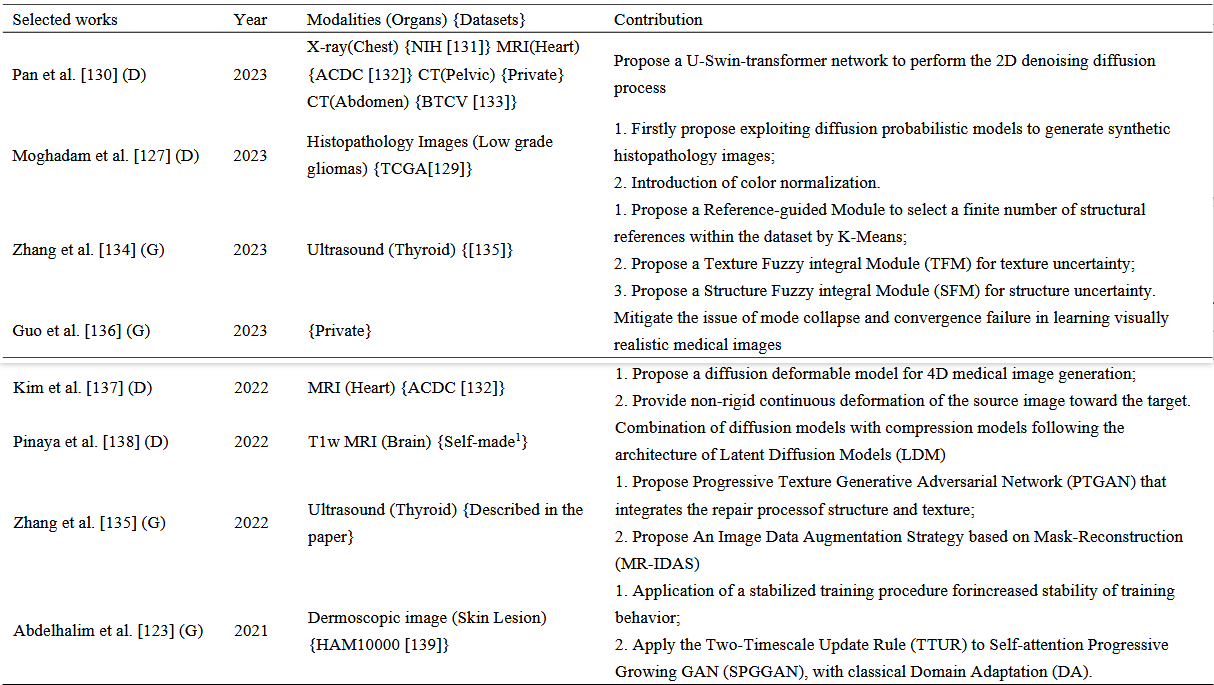 Selected works Year Modalities (Organs) {Datasets} Contribution
Pan et al. [130] (D) 2023
X-ray(Chest) {NIH [131]} MRI(Heart)
{ACDC [132]} CT(Pelvic) {Private}
CT(Abdomen) {BTCV [133]}
Propose a U-Swin-transformer network to perform the 2D denoising diffusion
process
Moghadam et al. [127] (D) 2023
Histopathology Images (Low grade
gliomas) {TCGA[129]}
1. Firstly propose exploiting diffusion probabilistic models to generate synthetic
histopathology images;
2. Introduction of color normalization.
Zhang et al. [134] (G) 2023 Ultrasound (Thyroid) {[135]}
1. Propose a Reference-guided Module to select a finite number of structural
references within the dataset by K-Means;
2. Propose a Texture Fuzzy integral Module (TFM) for texture uncertainty;
3. Propose a Structure Fuzzy integral Module (SFM) for structure uncertainty.
Guo et al. [136] (G) 2023 {Private}
Mitigate the issue of mode collapse and convergence failure in learning visually
realistic medical images
Kim et al. [137] (D) 2022 MRI (Heart) {ACDC [132]}
1. Propose a diffusion deformable model for 4D medical image generation;
2. Provide non-rigid continuous deformation of the source image toward the target.
Pinaya et al. [138] (D) 2022 T1w MRI (Brain) {Self-made¹}
Combination of diffusion models with compression models following the
architecture of Latent Diffusion Models (LDM)
Zhang et al. [135] (G) 2022
Ultrasound (Thyroid) {Described in the
paper}
1. Propose Progressive Texture Generative Adversarial Network (PTGAN) that
integrates the repair processof structure and texture;
2. Propose An Image Data Augmentation Strategy based on Mask-Reconstruction
(MR-IDAS)
Abdelhalim et al. [123] (G) 2021
Dermoscopic image (Skin Lesion)
{HAM10000 [139]}
1. Application of a stabilized training procedure forincreased stability of training
behavior;
2. Apply the Two-Timescale Update Rule (TTUR) to Self-attention Progressive
Growing GAN (SPGGAN), with classical Domain Adaptation (DA).